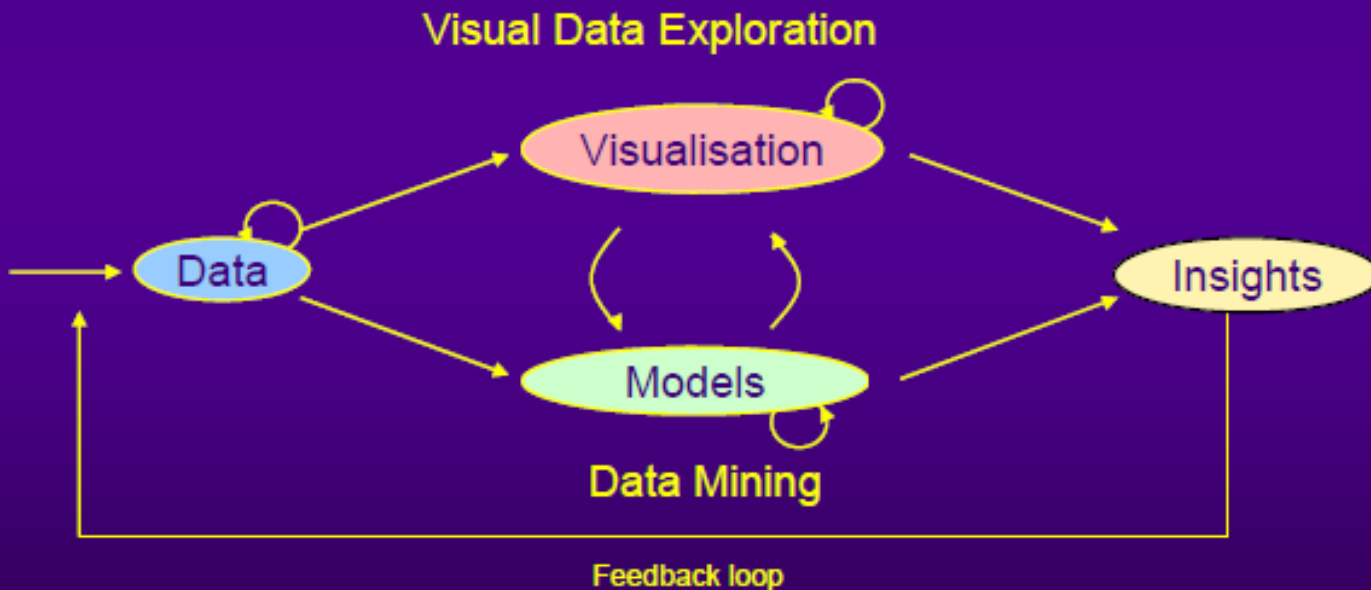 Visual Data Exploration
Visualisation
Data
Insights
Models
Data Mining
Feedback loop